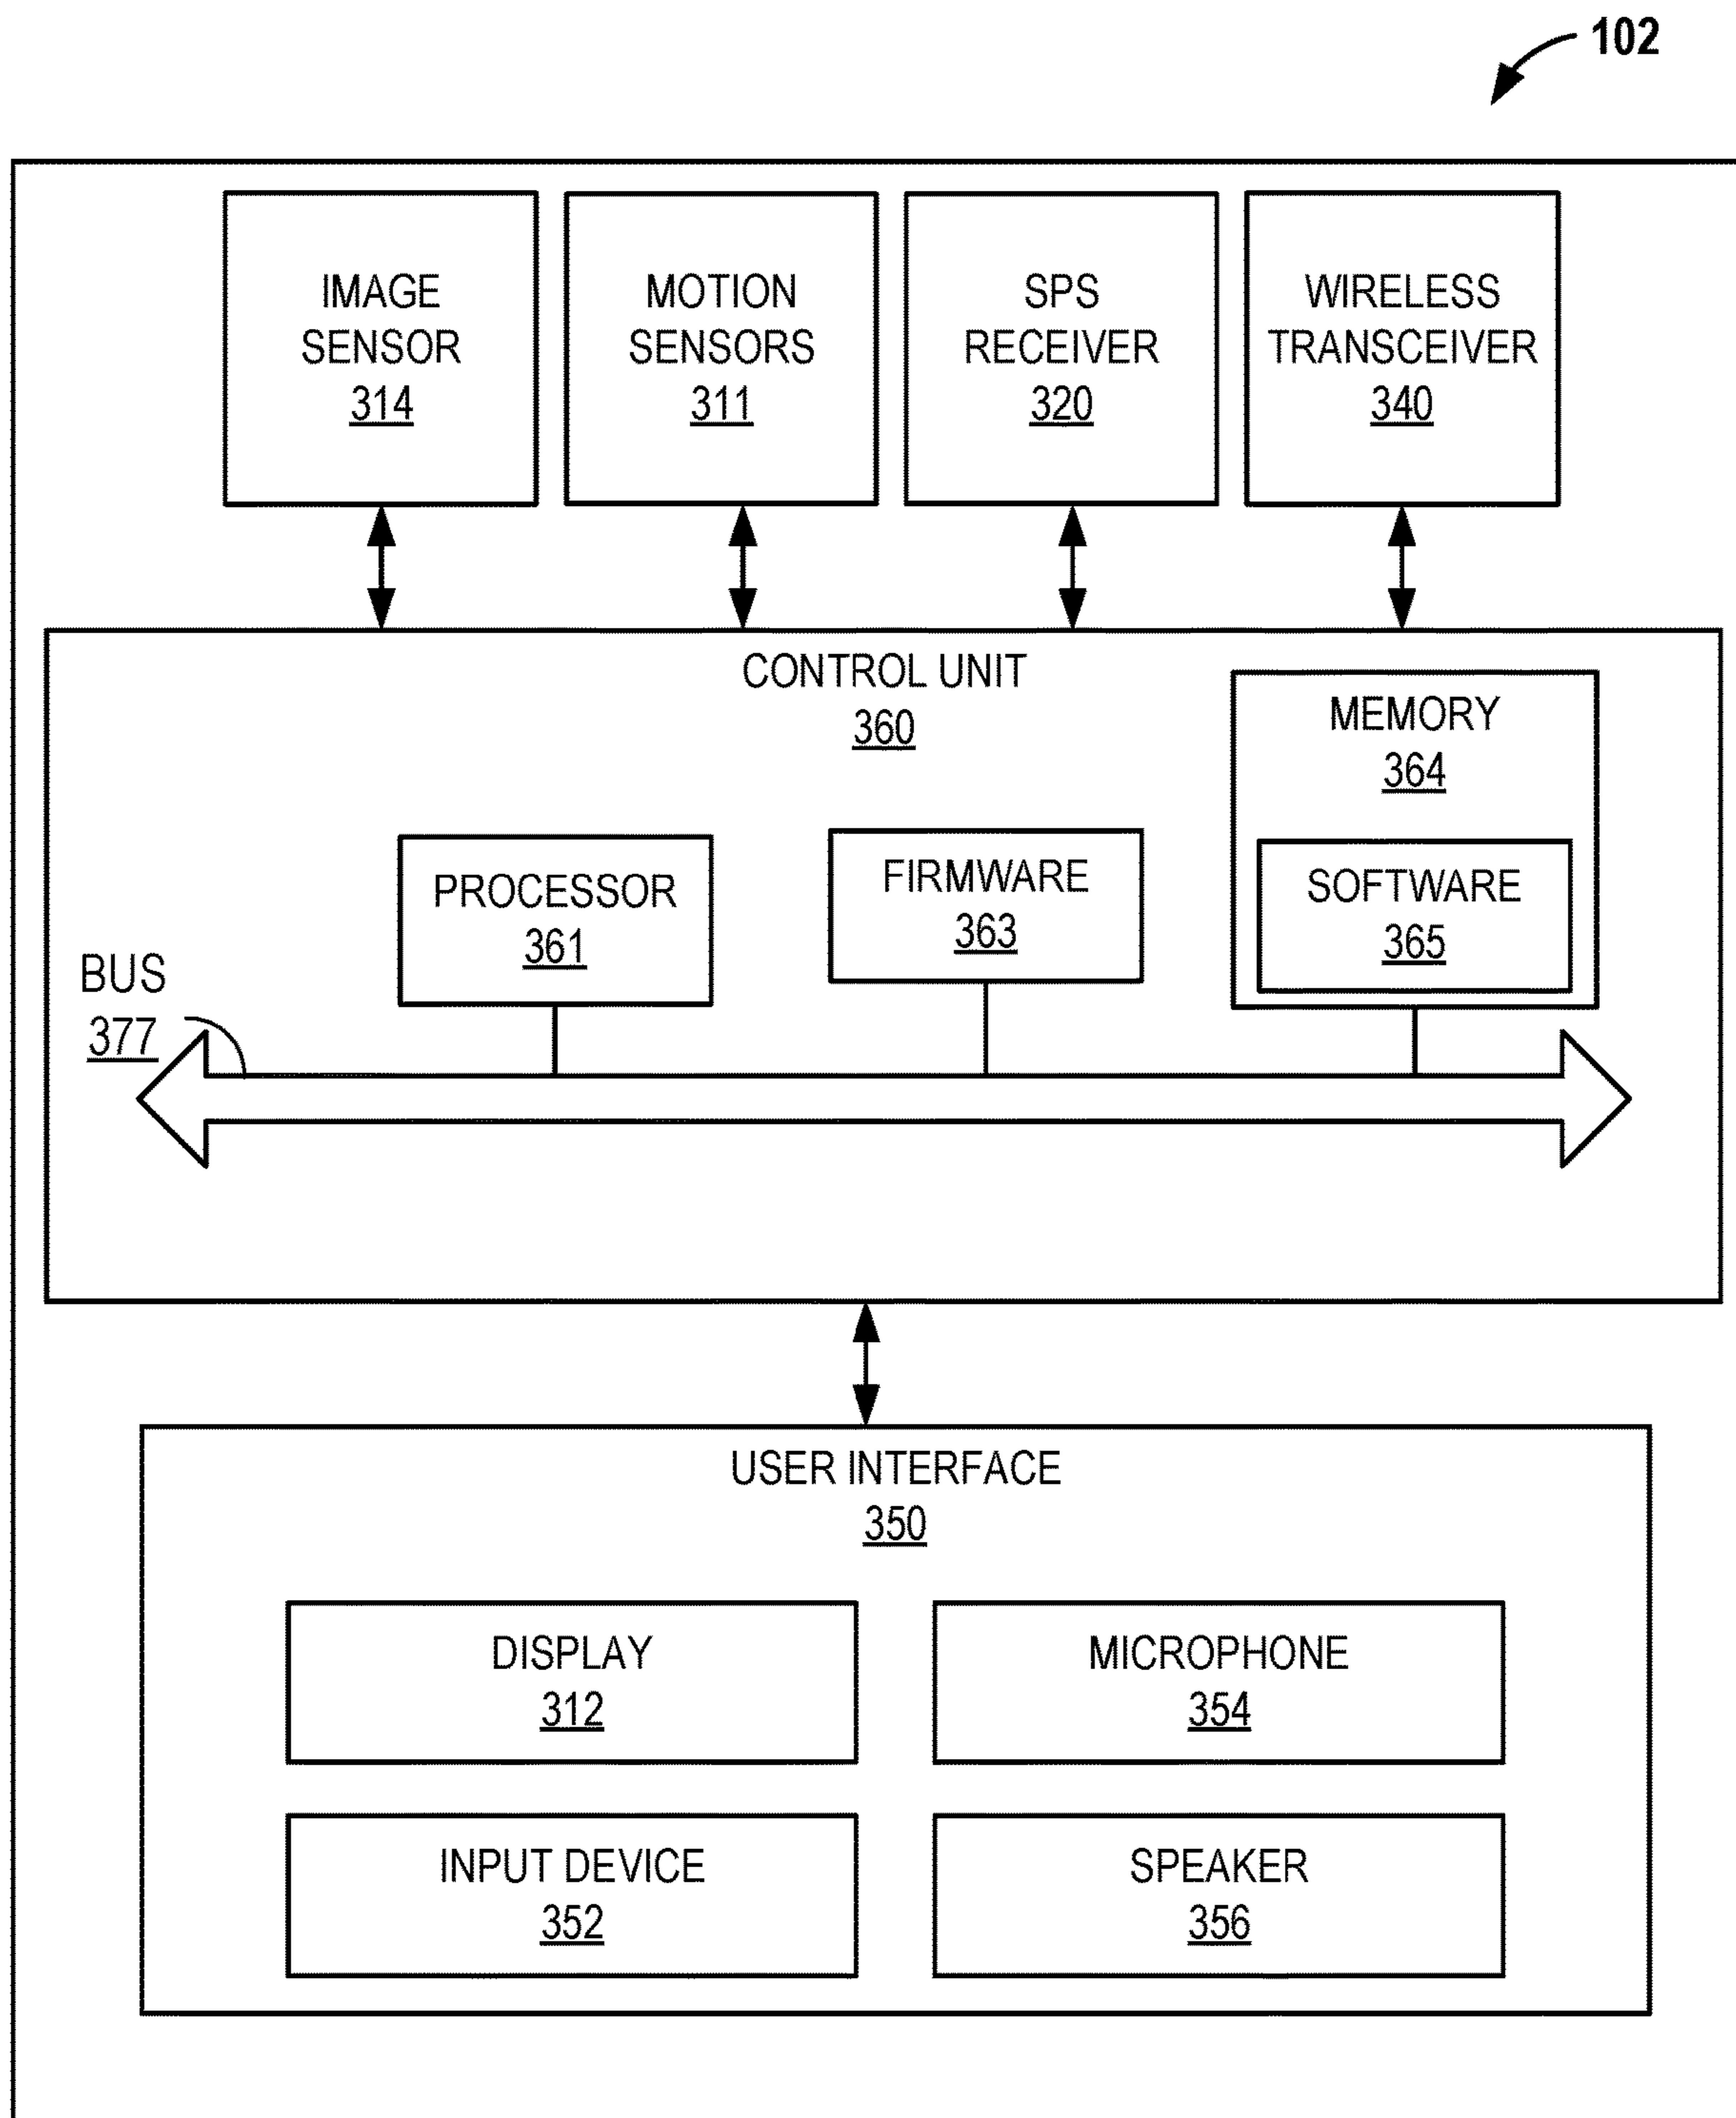 102
IMAGE
SENSOR
314
MOTION
SENSORS
311
SPS
RECEIVER
320
WIRELESS
TRANSCEIVER
340
CONTROL UNIT
360
MEMORY
364
SOFTWARE
365
FIRMWARE
363
PROCESSOR
361
BUS
377
USER INTERFACE
350
DISPLAY
312
MICROPHONE
354
INPUT DEVICE
352
SPEAKER
356